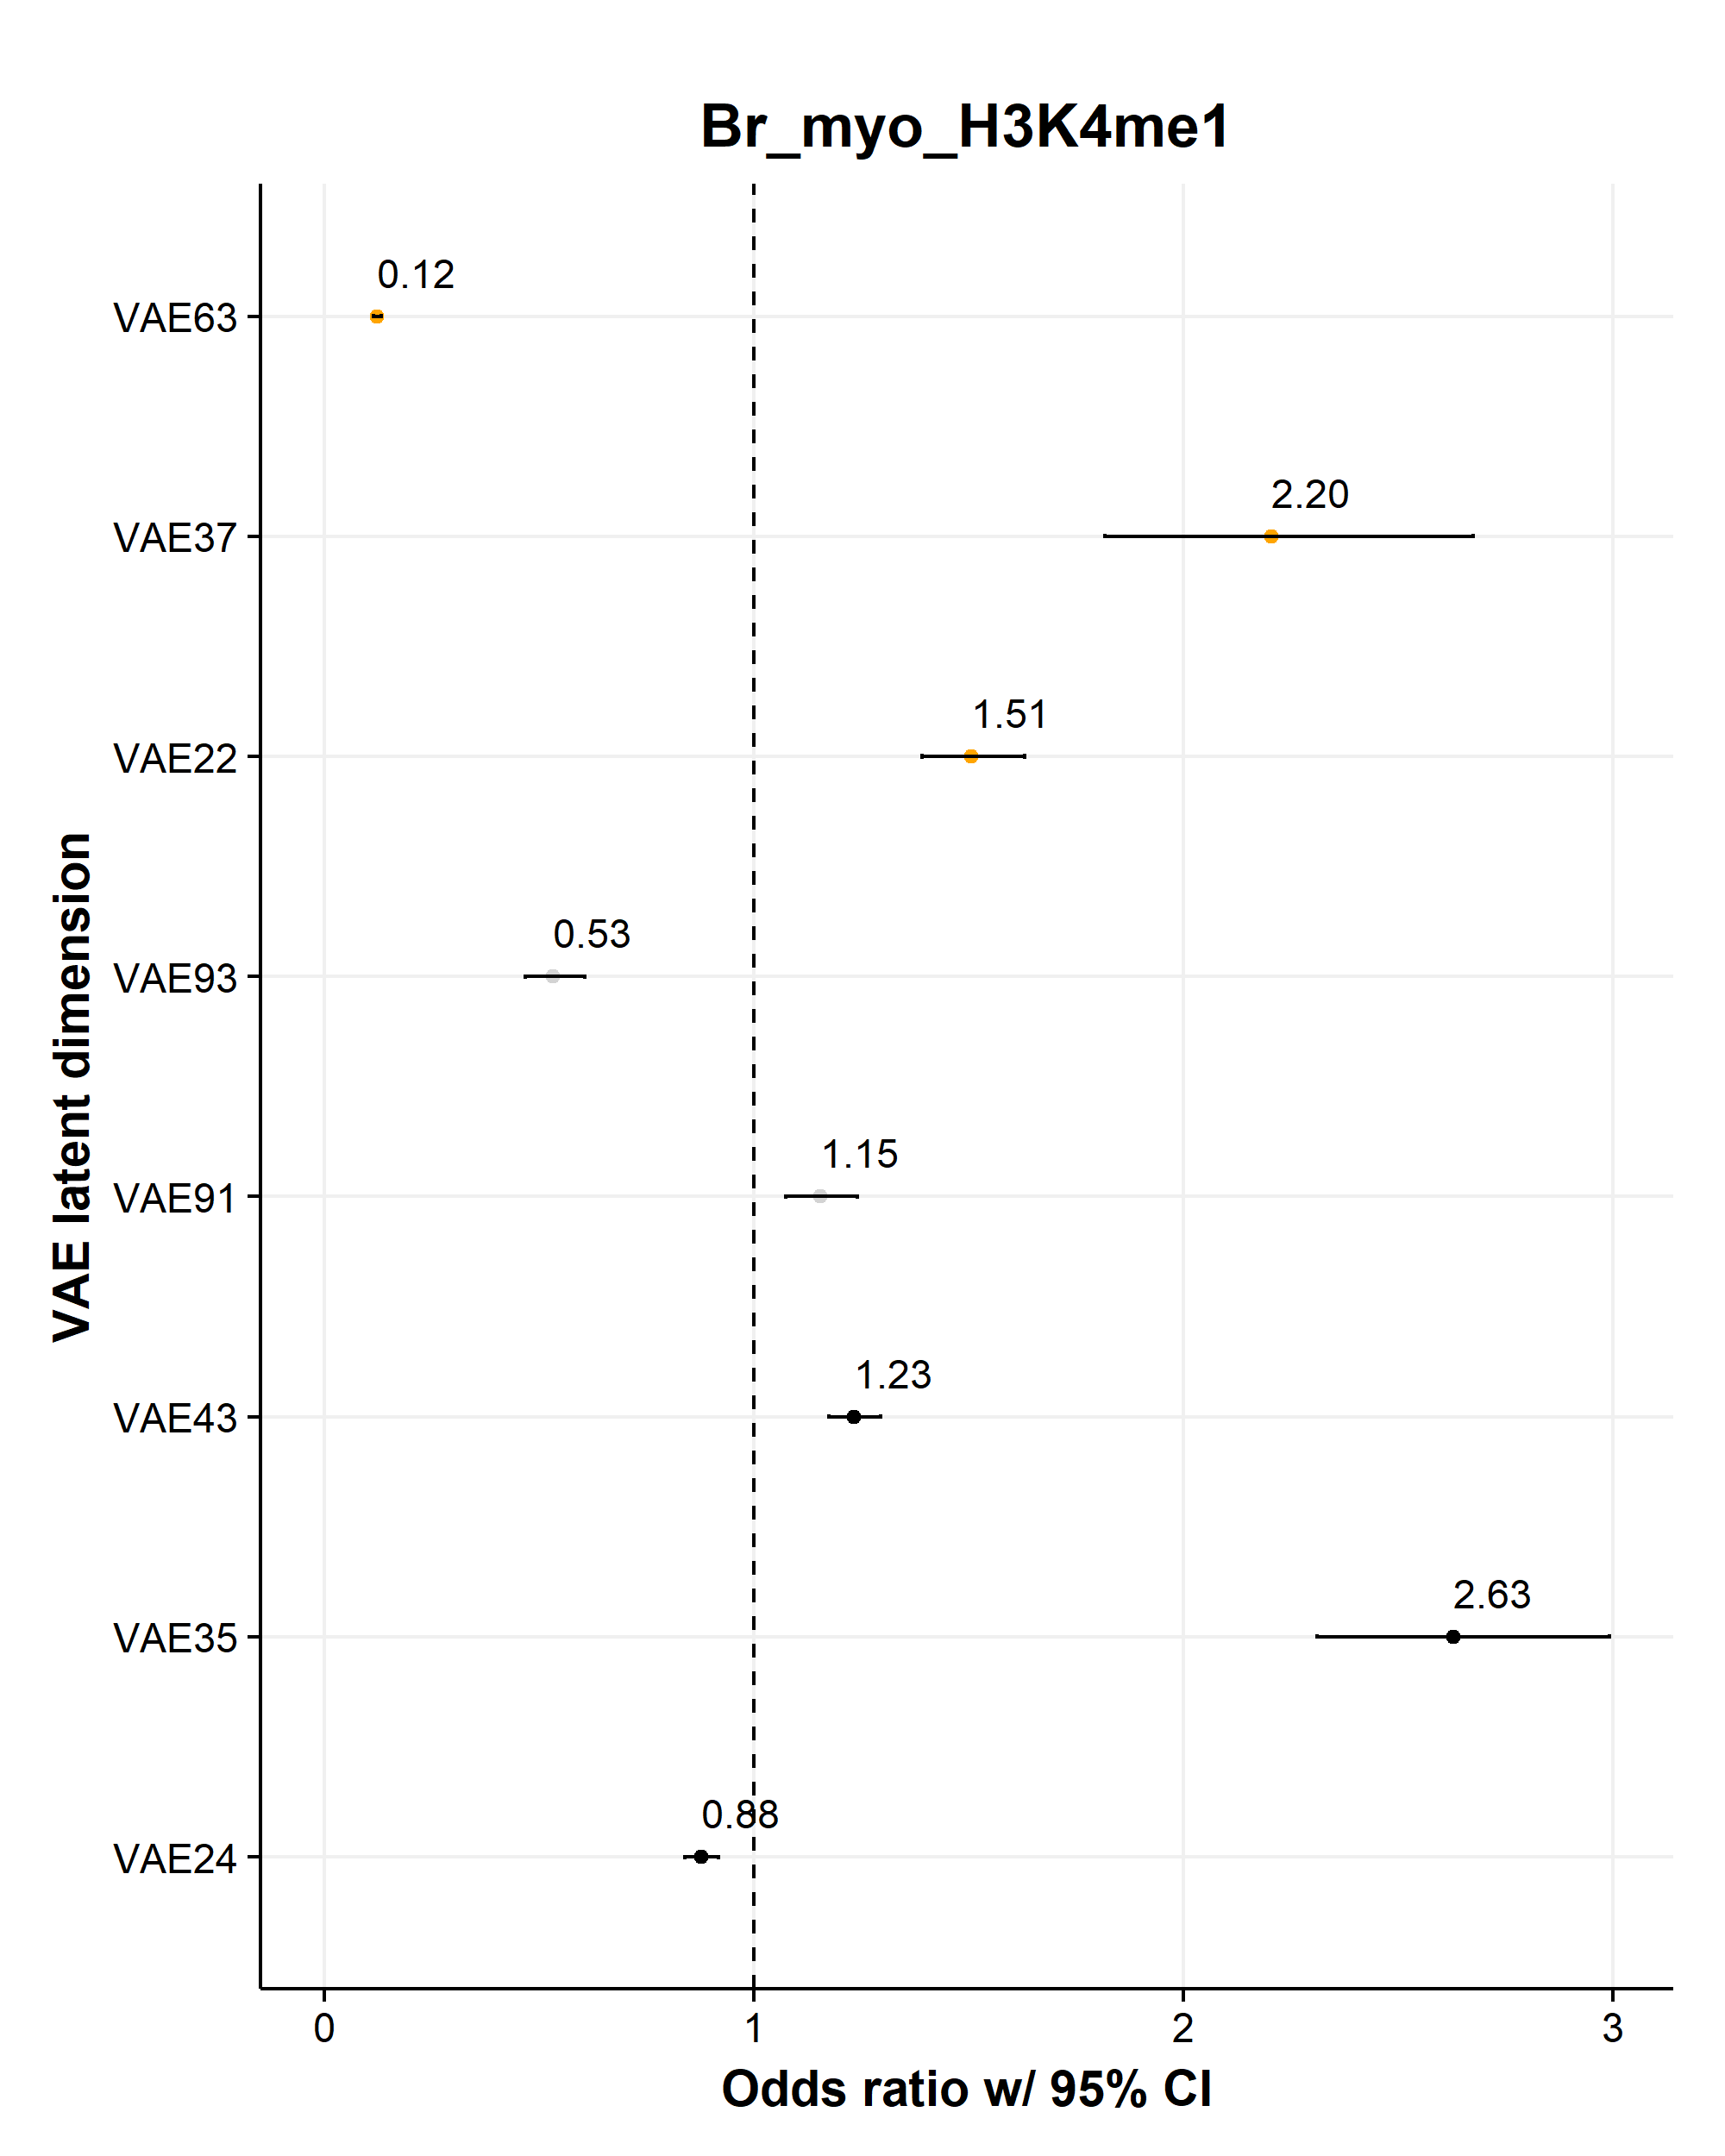 Br_myo_H3K4me1
VAE latent dimension
VAE63
0.12
VAE37
2.20
VAE22
1.51
VAE93
0.53
VAE91
1.15
VAE43
1.23
VAE35
2.63
VAE24
0.88
0 1 2 3
Odds ratio w/ 95% CI